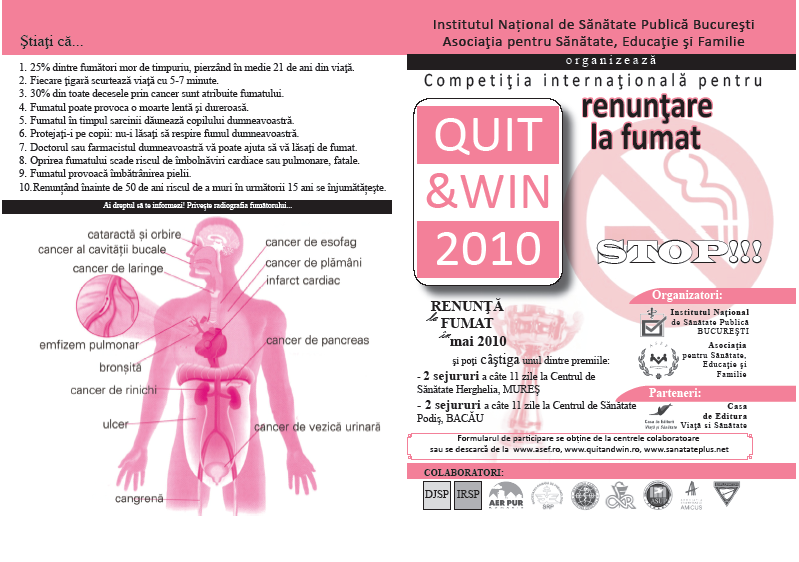 Ştiaţi că...
1. 25% dintre fumători mor de timpuriu, pierzând în medie 21 de ani din viaţă.
2. Fiecare ţigară scurtează viaţă cu 5-7 minute.
3. 30% din toate decesele prin cancer sunt atribuite fumatului.
4. Fumatul poate provoca o moarte lentă şi dureroasă.
5. Fumatul în timpul sarcinii dăunează copilului dumneavoastră.
6. Protejaţi-i pe copii: nu-i lăsaţi să respire fumul dumneavoastră.
7. Doctorul sau farmacistul dumneavoastră vă poate ajuta să vă lăsaţi de fumat.
8. Oprirea fumatului scade riscul de îmbolnăviri cardiace sau pulmonare, fatale.
9. Fumatul provoacă îmbătrânirea pielii.
10. Renunţând înainte de 50 de ani riscul de a muri în următorii 15 ani se înjumătăţeşte.
Ai dreptul să te informezi! Priveşte radiografia fumătorului...
cataractă și orbire
cancer al cavității bucale
cancer de laringe
cancer de esofag
cancer de plămâni
infarct cardiac
emfizem pulmonar
bronșită
cancer de pancreas
cancer de rinichi
ulcer
cancer de vezică urinară
cangrenă
Institutul Național de Sănătate Publică Bucureşti
Asociaţia pentru Sănătate, Educaţie şi Familie
organizează
Competiţia internaţională pentru
renunţare
la fumat
QUIT
&WIN
2010
STOP!!!
RENUNŢĂ
la FUMAT
în mai 2010
şi poţi câştiga unul dintre premiile:
- 2 sejururi a câte 11 zile la Centrul de
Sănătate Herghelia, MUREŞ
- 2 sejururi a câte 11 zile la Centrul de Sănătate
Podiş, BACĂU
Organizatori:
Institutul Naţional
de Sănătate Publică
BUCUREŞTI
Asociaţia
pentru Sănătate,
Educaţie şi
Familie
Parteneri:
Casa de Editură
Viaţă şi Sănătate
Casa
de Editura
Viaţă si Sănătate
Formularul de participare se obţine de la centrele colaboratoare
sau se descarcă de la www.asef.ro, www.quitandwin.ro, www.sanatateplus.net
COLABORATORI:
DJSP
IRSP
AER PUR
ROMANIA
SRP
AMICUS